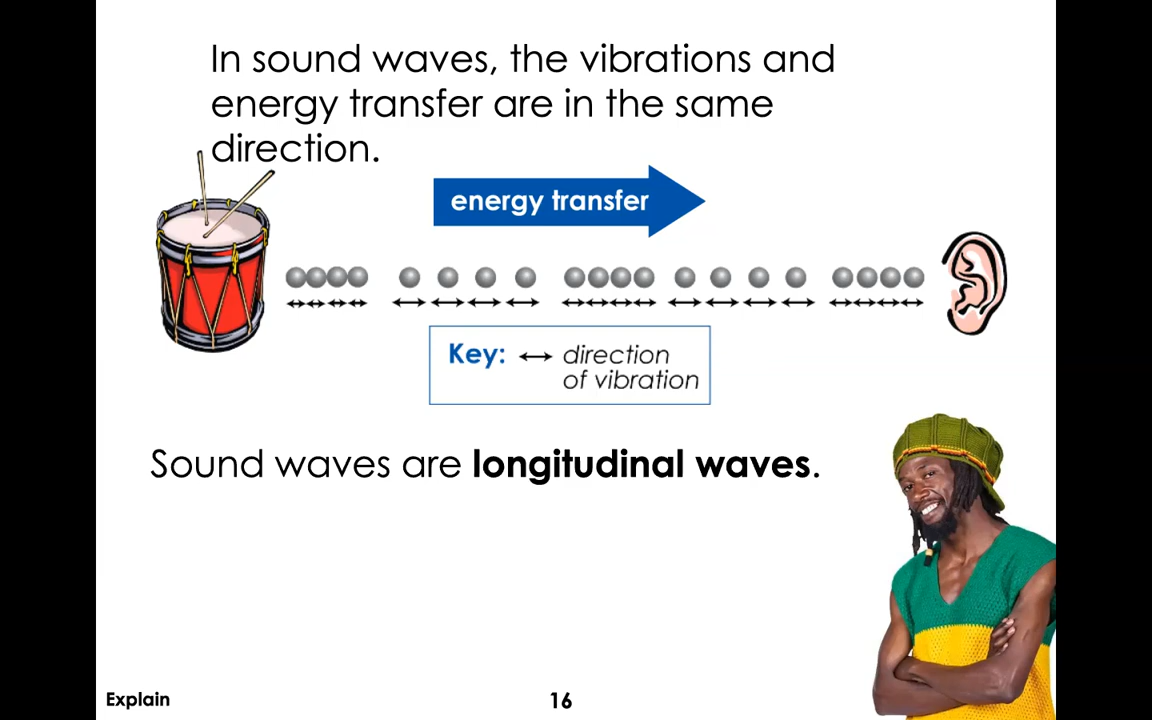 In sound waves, the vibrations and
energy transfer are in the same
direction.
energy transfer
Key: ↔ direction
of vibration
Sound waves are longitudinal waves.
Explain
16